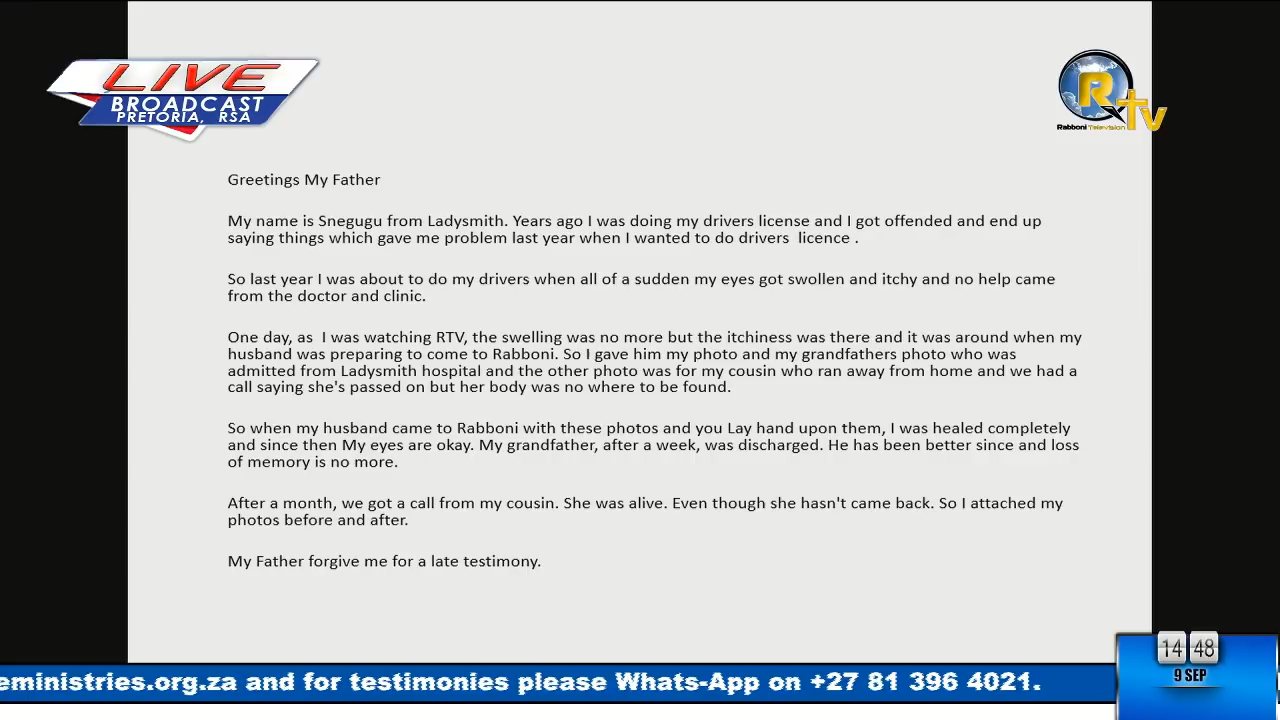 LIVE
BROADCAST
PRETORIA, RSA
R TV
Rabboni Television
Greetings My Father
My name is Snegugu from Ladysmith. Years ago I was doing my drivers license and I got offended and end up
saying things which gave me problem last year when I wanted to do drivers  licence .
So last year I was about to do my drivers when all of a sudden my eyes got swollen and itchy and no help came
from the doctor and clinic.
One day, as  I was watching RTV, the swelling was no more but the itchiness was there and it was around when my
husband was preparing to come to Rabboni. So I gave him my photo and my grandfathers photo who was
admitted from Ladysmith hospital and the other photo was for my cousin who ran away from home and we had a
call saying she's passed on but her body was no where to be found.
So when my husband came to Rabboni with these photos and you Lay hand upon them, I was healed completely
and since then My eyes are okay. My grandfather, after a week, was discharged. He has been better since and loss
of memory is no more.
After a month, we got a call from my cousin. She was alive. Even though she hasn't came back. So I attached my
photos before and after.
My Father forgive me for a late testimony.
eministries.org.za and for testimonies please Whats-App on +27 81 396 4021.
14 48
9 SEP